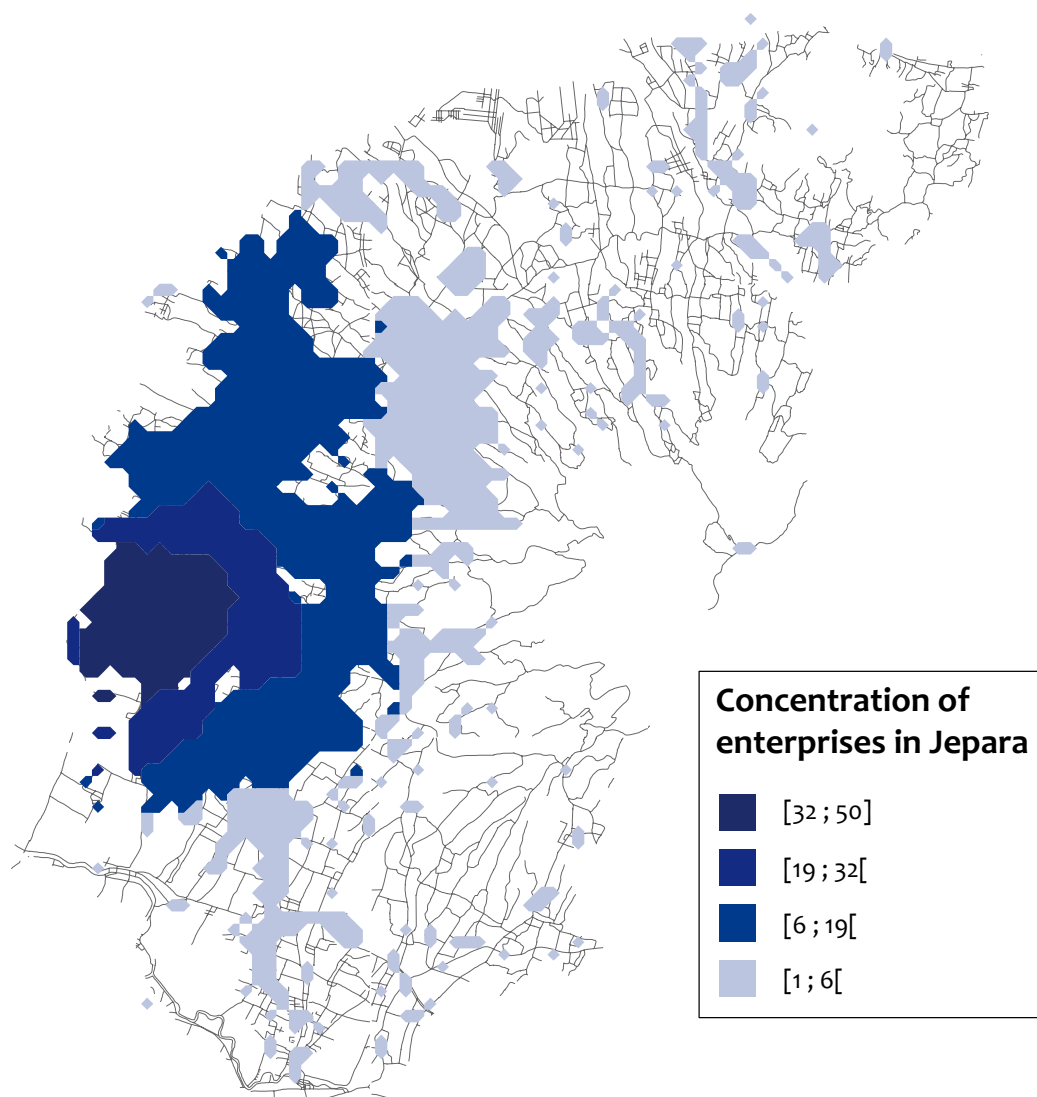 Concentration of
enterprises in Jepara
[32 ; 50]
[19 ; 32[
[6 ; 19[
[1 ; 6[